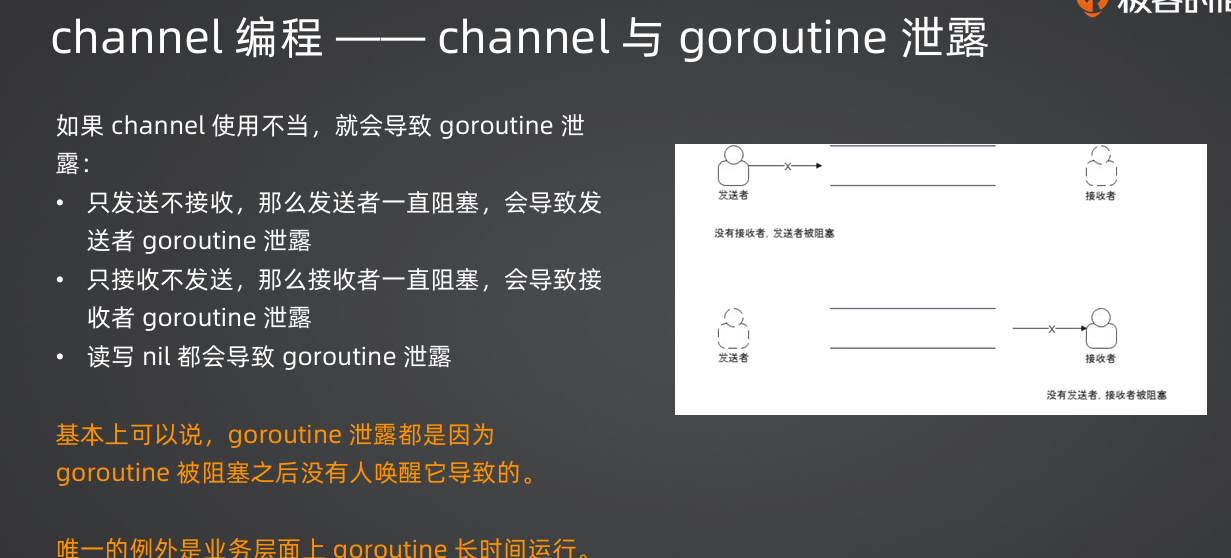 channel 编程 —— channel 与 goroutine 泄露
如果 channel 使用不当，就会导致 goroutine 泄
露：
• 只发送不接收，那么发送者一直阻塞，会导致发
送者 goroutine 泄露
• 只接收不发送，那么接收者一直阻塞，会导致接
收者 goroutine 泄露
• 读写 nil 都会导致 goroutine 泄露
基本上可以说，goroutine 泄露都是因为
goroutine 被阻塞之后没有人唤醒它导致的。
唯一的例外是业务层面上 goroutine 长时间运行。
X
发送者
接收者
没有接收者, 发送者被阻塞
X
发送者
接收者
没有发送者, 接收者被阻塞